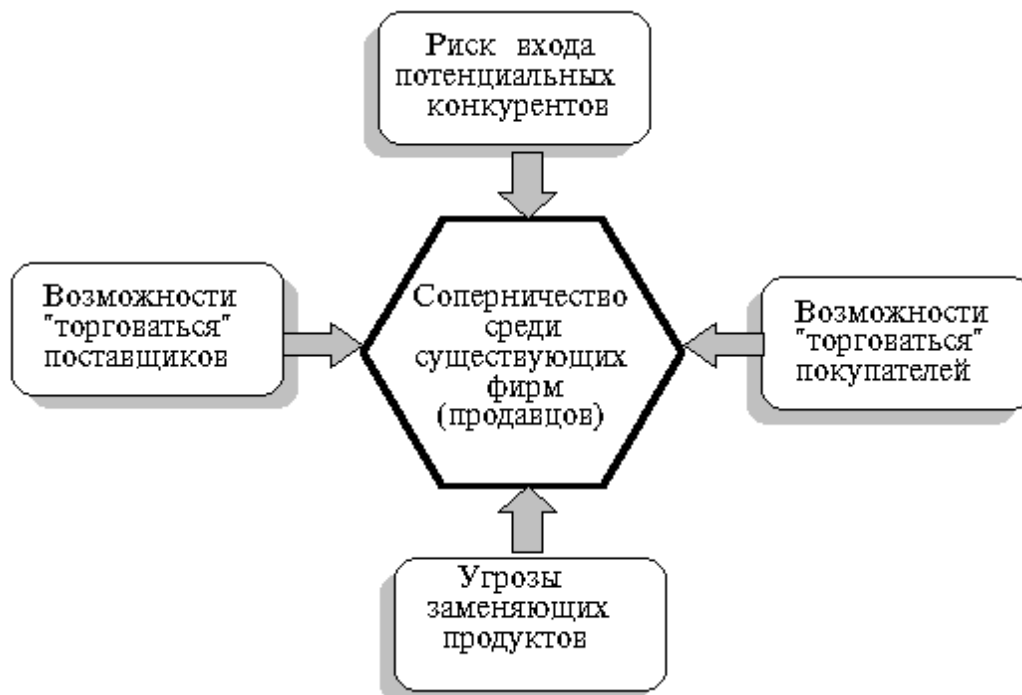 Риск входа
потенциальных
конкурентов
Возможности
"торговаться"
поставщиков
Соперничество
среди
существующих
фирм
(продавцов)
Возможности
"торговаться"
покупателей
Угрозы
заменяющих
продуктов